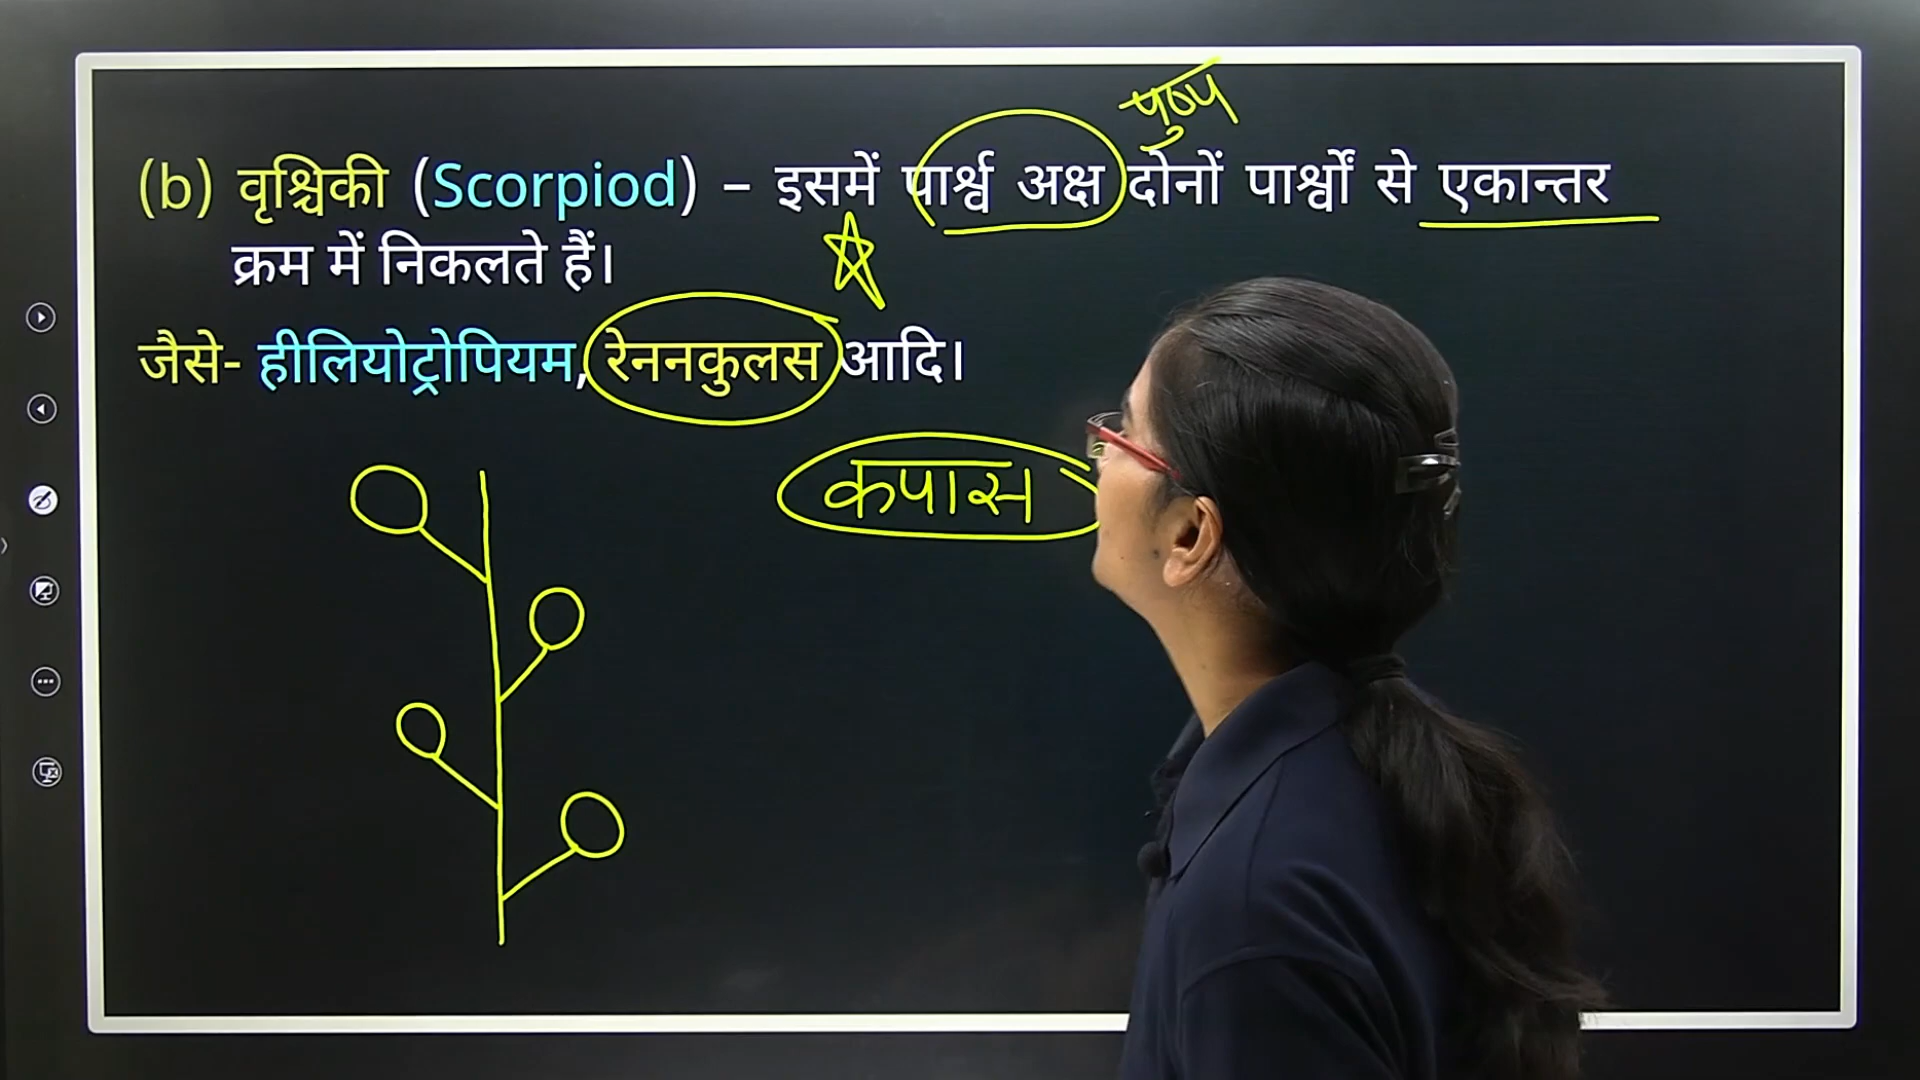 पुष्प
(b) वृश्चिकी (Scorpiod) – इसमें पार्श्व अक्ष दोनों पार्श्वों से एकान्तर
क्रम में निकलते हैं।
जैसे- हीलियोट्रोपियम, रेननकुलस आदि।
कपास